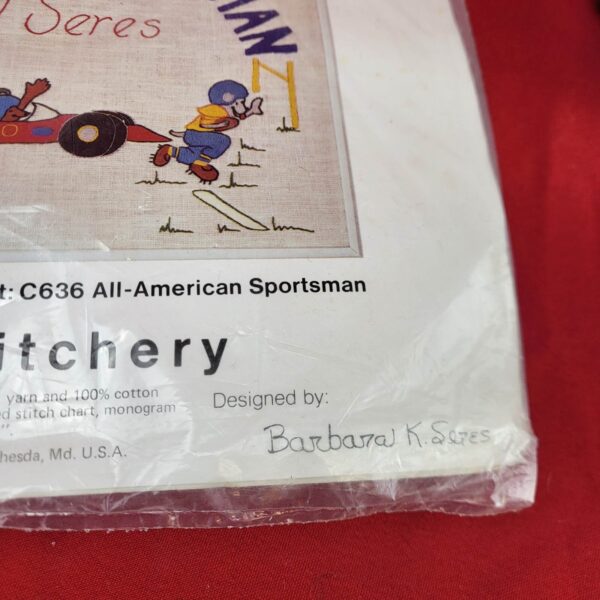 Seres
MAN
t: C636 All-American Sportsman
itchery
yarn and 100% cotton
d stitch chart, monogram
".
hesda, Md. U.S.A.
Designed by:
Barbara K. Seres